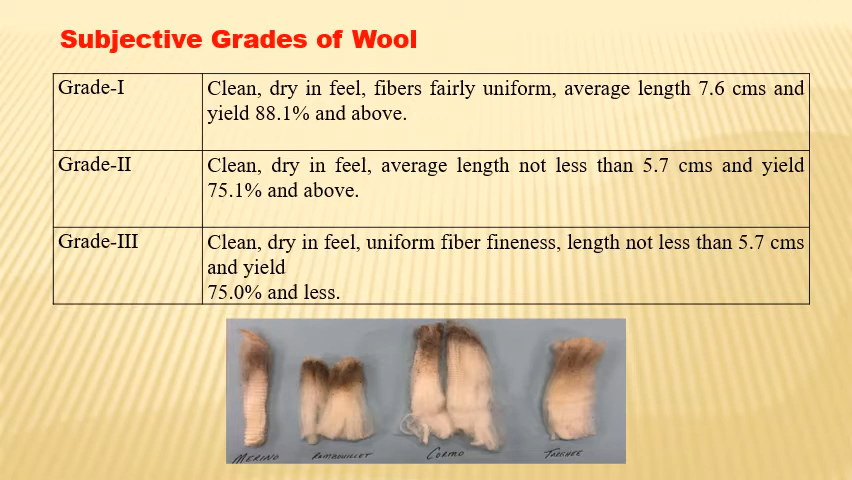 Subjective Grades of Wool
Grade-I
Clean, dry in feel, fibers fairly uniform, average length 7.6 cms and
yield 88.1% and above.
Grade-II
Clean, dry in feel, average length not less than 5.7 cms and yield
75.1% and above.
Grade-III
Clean, dry in feel, uniform fiber fineness, length not less than 5.7 cms
and yield
75.0% and less.
MERINO RAMBOUILLET CORMO TARGHEE